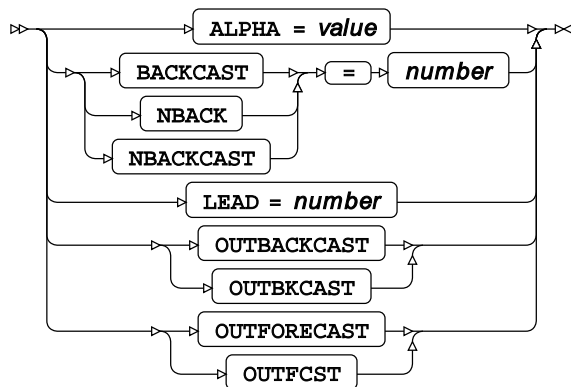 ALPHA = value
BACKCAST = number
NBACK
NBACKCAST
LEAD = number
OUTBACKCAST
OUTBKCAST
OUTFORECAST
OUTFCST